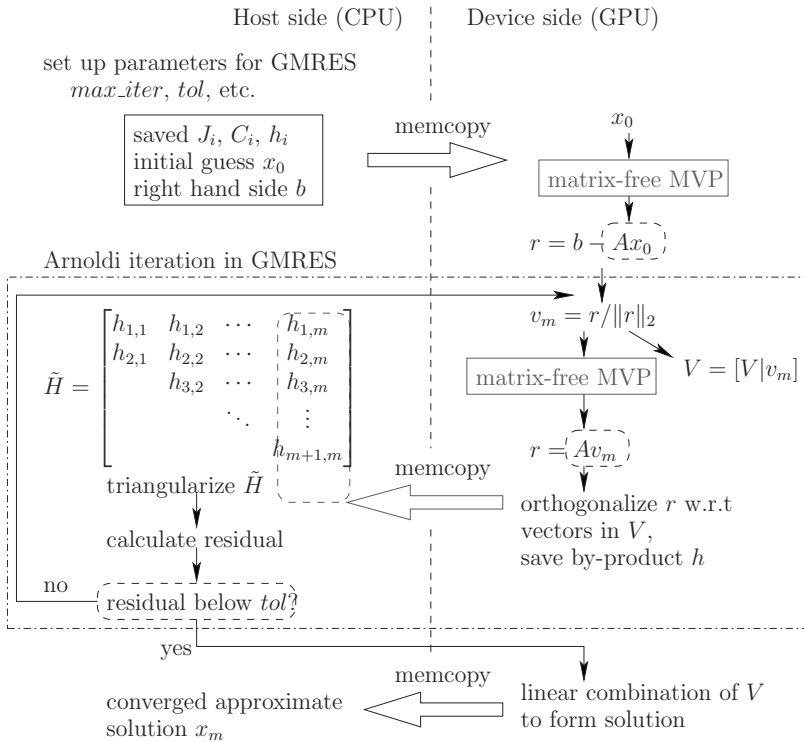 Host side (CPU) Device side (GPU)
set up parameters for GMRES
max_iter, tol, etc.
saved J_i, C_i, h_i
initial guess x_0
right hand side b
memcopy
x_0
matrix-free MVP
r = b − Ax_0
Arnoldi iteration in GMRES
v_m = r/‖r‖_2
V = [V|v_m]
matrix-free MVP
r = Av_m
H̃ =
h_{1,1} h_{1,2} ⋯ h_{1,m}
h_{2,1} h_{2,2} ⋯ h_{2,m}
h_{3,2} ⋯ h_{3,m}
⋱ ⋮
h_{m+1,m}
memcopy
orthogonalize r w.r.t
vectors in V,
save by-product h
triangularize H̃
calculate residual
no
residual below tol?
yes
memcopy
linear combination of V
to form solution
converged approximate
solution x_m